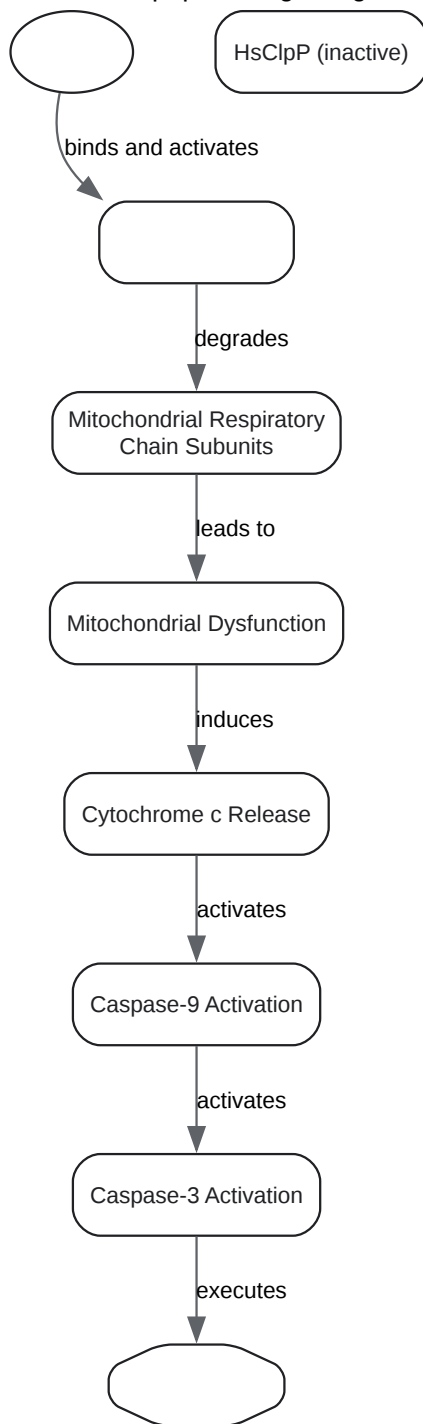 HsClpP (inactive)
binds and activates
degrades
Mitochondrial Respiratory
Chain Subunits
leads to
Mitochondrial Dysfunction
induces
Cytochrome c Release
activates
Caspase-9 Activation
activates
Caspase-3 Activation
executes